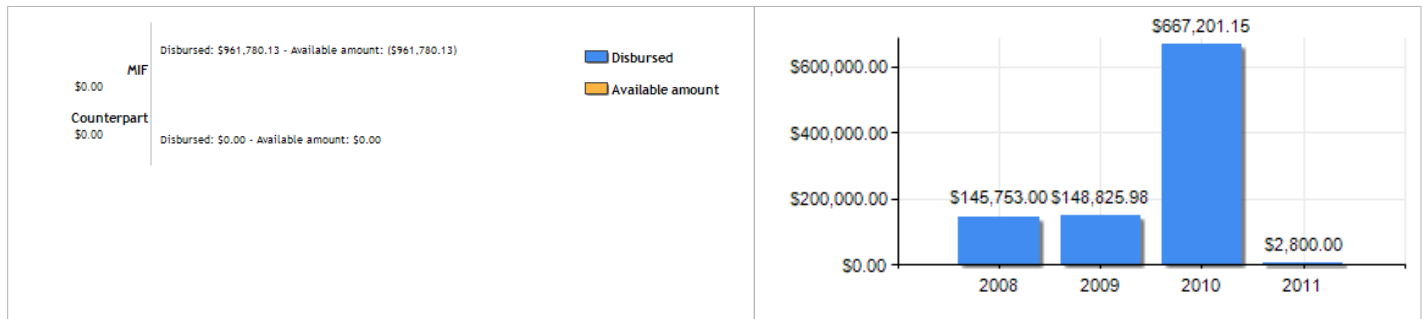 Disbursed: $961,780.13 - Available amount: ($961,780.13)
MIF
$0.00
Counterpart
$0.00
Disbursed: $0.00 - Available amount: $0.00
Disbursed
Available amount
$667,201.15
$600,000.00
$400,000.00
$200,000.00
$145,753.00 $148,825.98
$2,800.00
$0.00
2008 2009 2010 2011